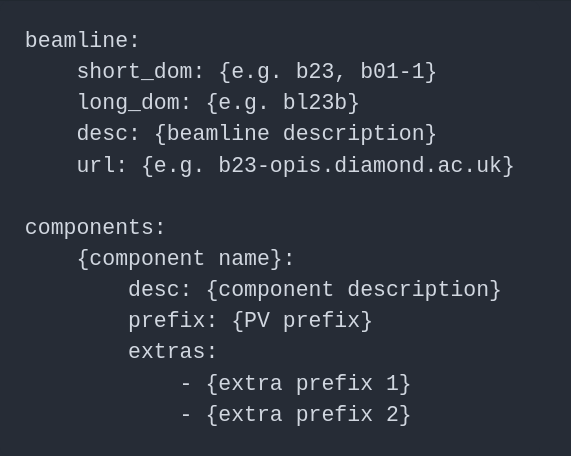 beamline:
    short_dom: {e.g. b23, b01-1}
    long_dom: {e.g. bl23b}
    desc: {beamline description}
    url: {e.g. b23-opis.diamond.ac.uk}

components:
    {component name}:
        desc: {component description}
        prefix: {PV prefix}
        extras:
            - {extra prefix 1}
            - {extra prefix 2}